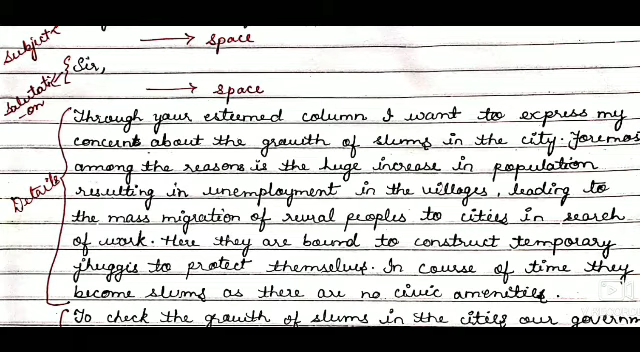 Subject
→ Space
Salutati-on { Sir,
→ Space
Through your esteemed column I want to express my
concerns about the growth of slums in the city. Foremos
among the reasons is the huge increase in population
Details resulting in unemployment in the villages, leading to
the mass migration of rural peoples to cities in search
of work. Here they are bound to construct temporary
jhuggis to protect themselves. In course of time they
become slums as there are no civic amenities.
To check the growth of slums in the cities our governm